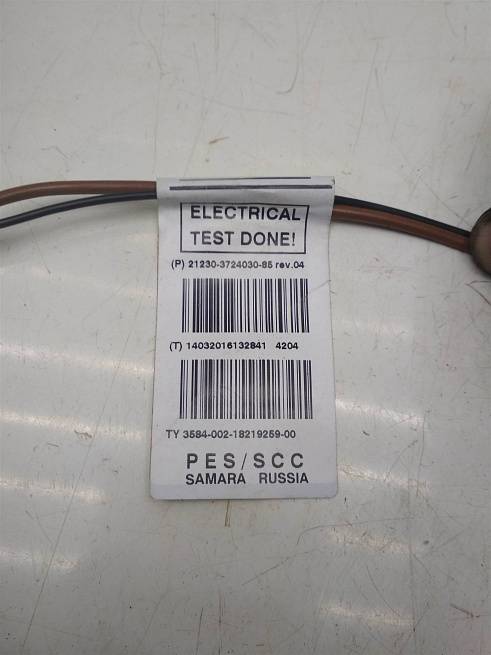 ELECTRICAL
TEST DONE!
(P) 21230-3724030-85 rev.04
(T) 14032016132841 4204
TY 3584-002-18219259-00
PES/SCC
SAMARA RUSSIA